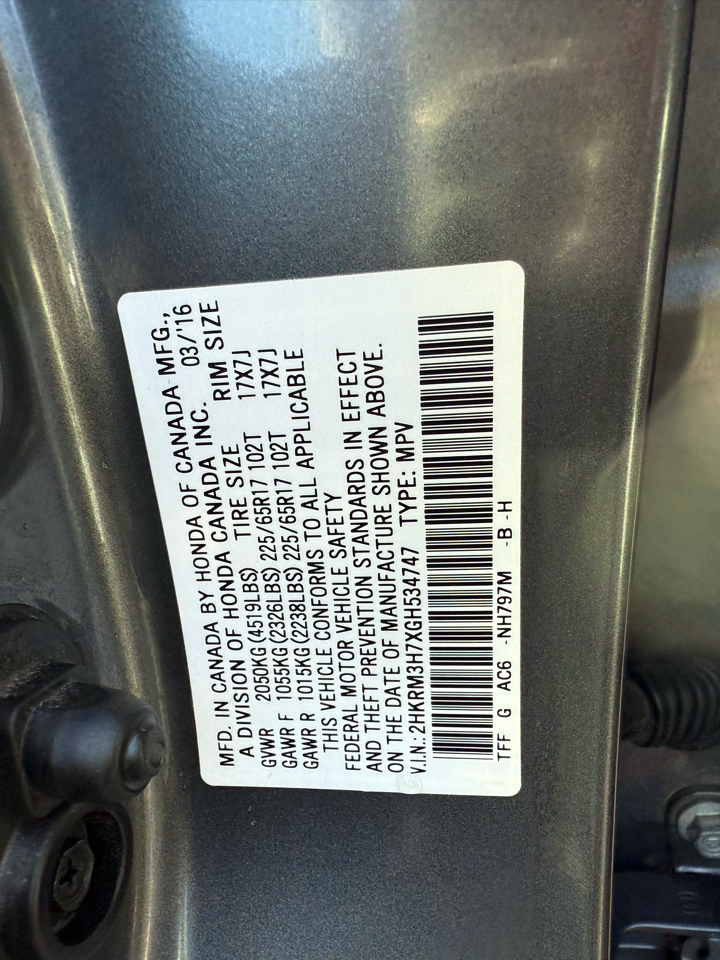 MFD. IN CANADA BY HONDA OF CANADA MFG.,
A DIVISION OF HONDA CANADA INC. 03/'16
TIRE SIZE RIM SIZE
GVWR 2050KG(4519LBS)
GAWR F 1055KG(2326LBS) 225/65R17 102T 17X7J
GAWR R 1015KG(2238LBS) 225/65R17 102T 17X7J
THIS VEHICLE CONFORMS TO ALL APPLICABLE
FEDERAL MOTOR VEHICLE SAFETY
AND THEFT PREVENTION STANDARDS IN EFFECT
ON THE DATE OF MANUFACTURE SHOWN ABOVE.
V.I.N.:2HKRM3H7XGH534747 TYPE: MPV
TFF G AC6 -NH797M -B -H